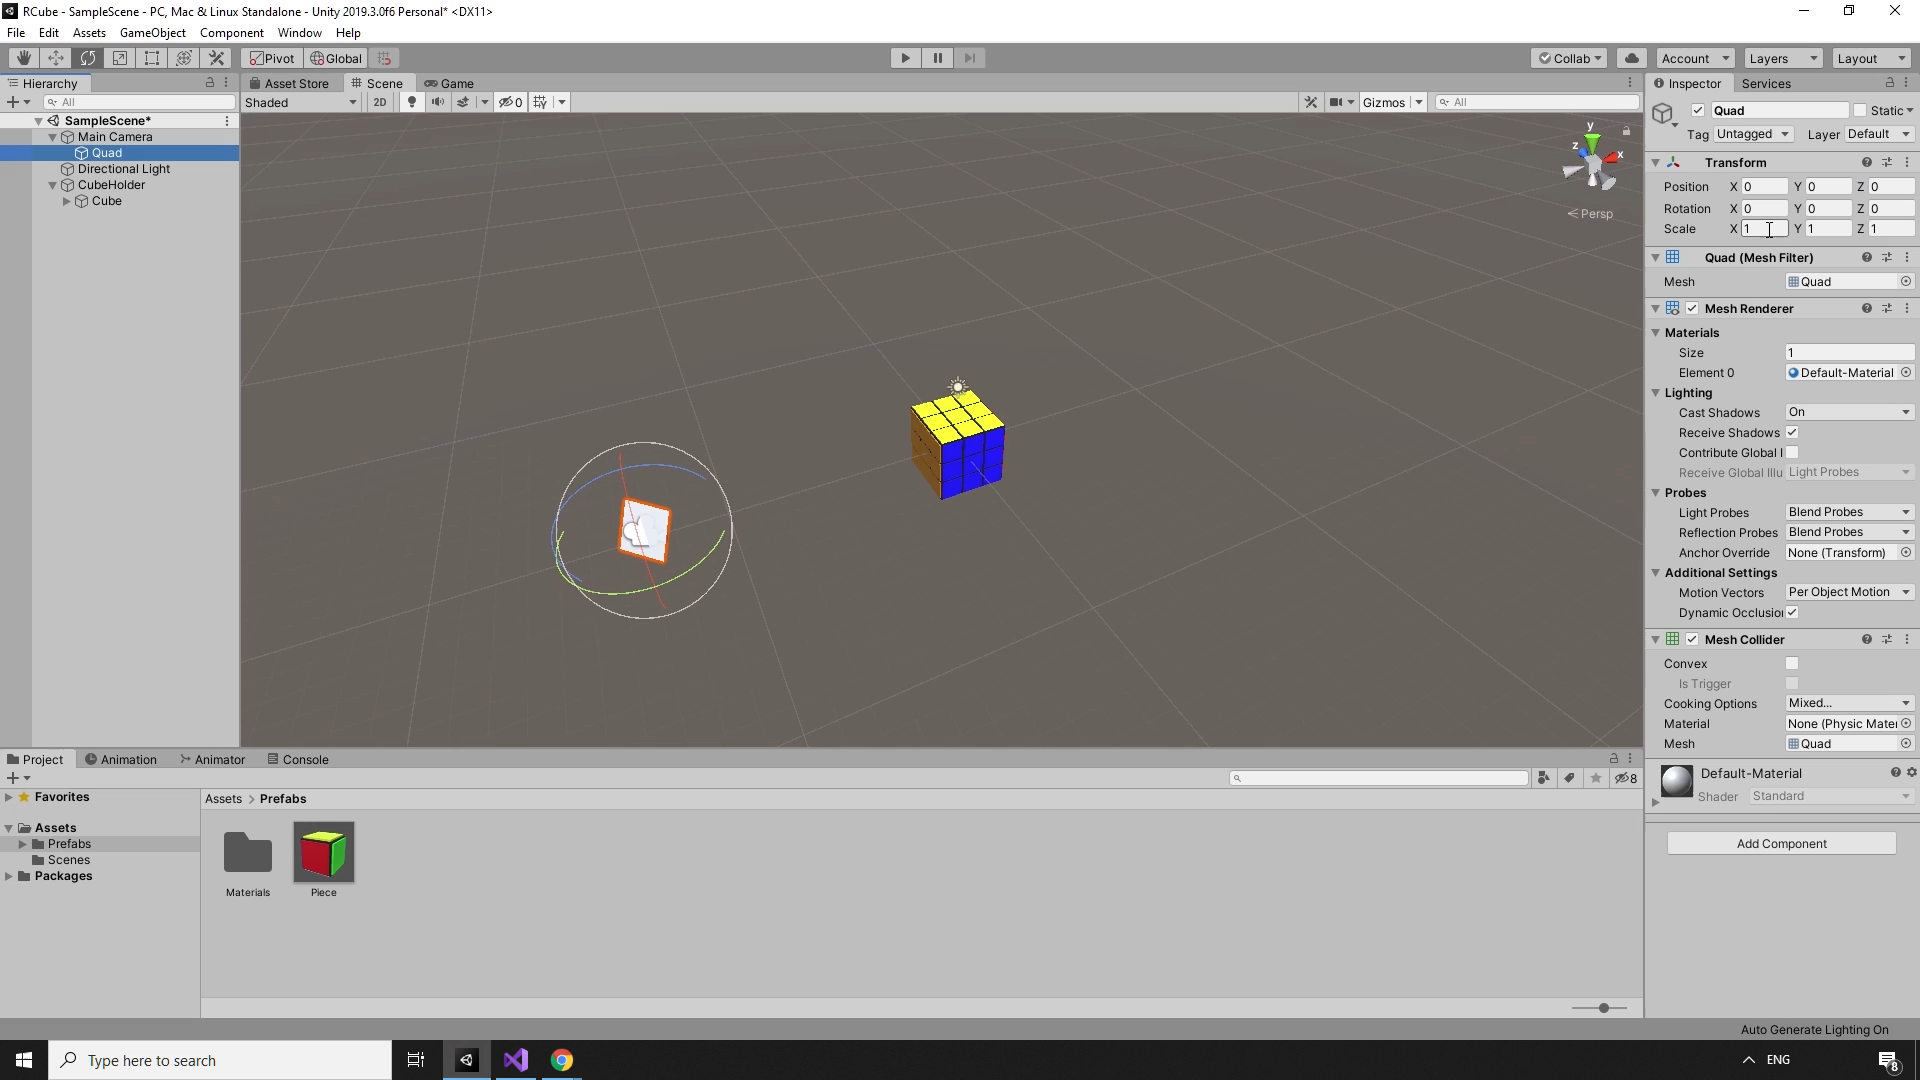 RCube - SampleScene - PC, Mac & Linux Standalone - Unity 2019.3.0f6 Personal* <DX11>
File Edit Assets GameObject Component Window Help
Pivot Global Collab Account Layers Layout
Hierarchy Asset Store Scene Game Inspector Services
All Shaded 2D 0 Gizmos All
SampleScene*
Main Camera
Quad
Directional Light
CubeHolder
Cube
y
z x
Persp
Quad Static
Tag Untagged Layer Default
Transform
Position X 0 Y 0 Z 0
Rotation X 0 Y 0 Z 0
Scale X 1 Y 1 Z 1
Quad (Mesh Filter)
Mesh Quad
Mesh Renderer
Materials
Size 1
Element 0 Default-Material
Lighting
Cast Shadows On
Receive Shadows
Contribute Global I
Receive Global Illu Light Probes
Probes
Light Probes Blend Probes
Reflection Probes Blend Probes
Anchor Override None (Transform)
Additional Settings
Motion Vectors Per Object Motion
Dynamic Occlusion
Mesh Collider
Convex
Is Trigger
Cooking Options Mixed...
Material None (Physic Mater
Mesh Quad
Default-Material
Shader Standard
Add Component
Project Animation Animator Console
8
Favorites
Assets
Prefabs
Scenes
Packages
Assets > Prefabs
Materials
Piece
Auto Generate Lighting On
Type here to search
ENG
8